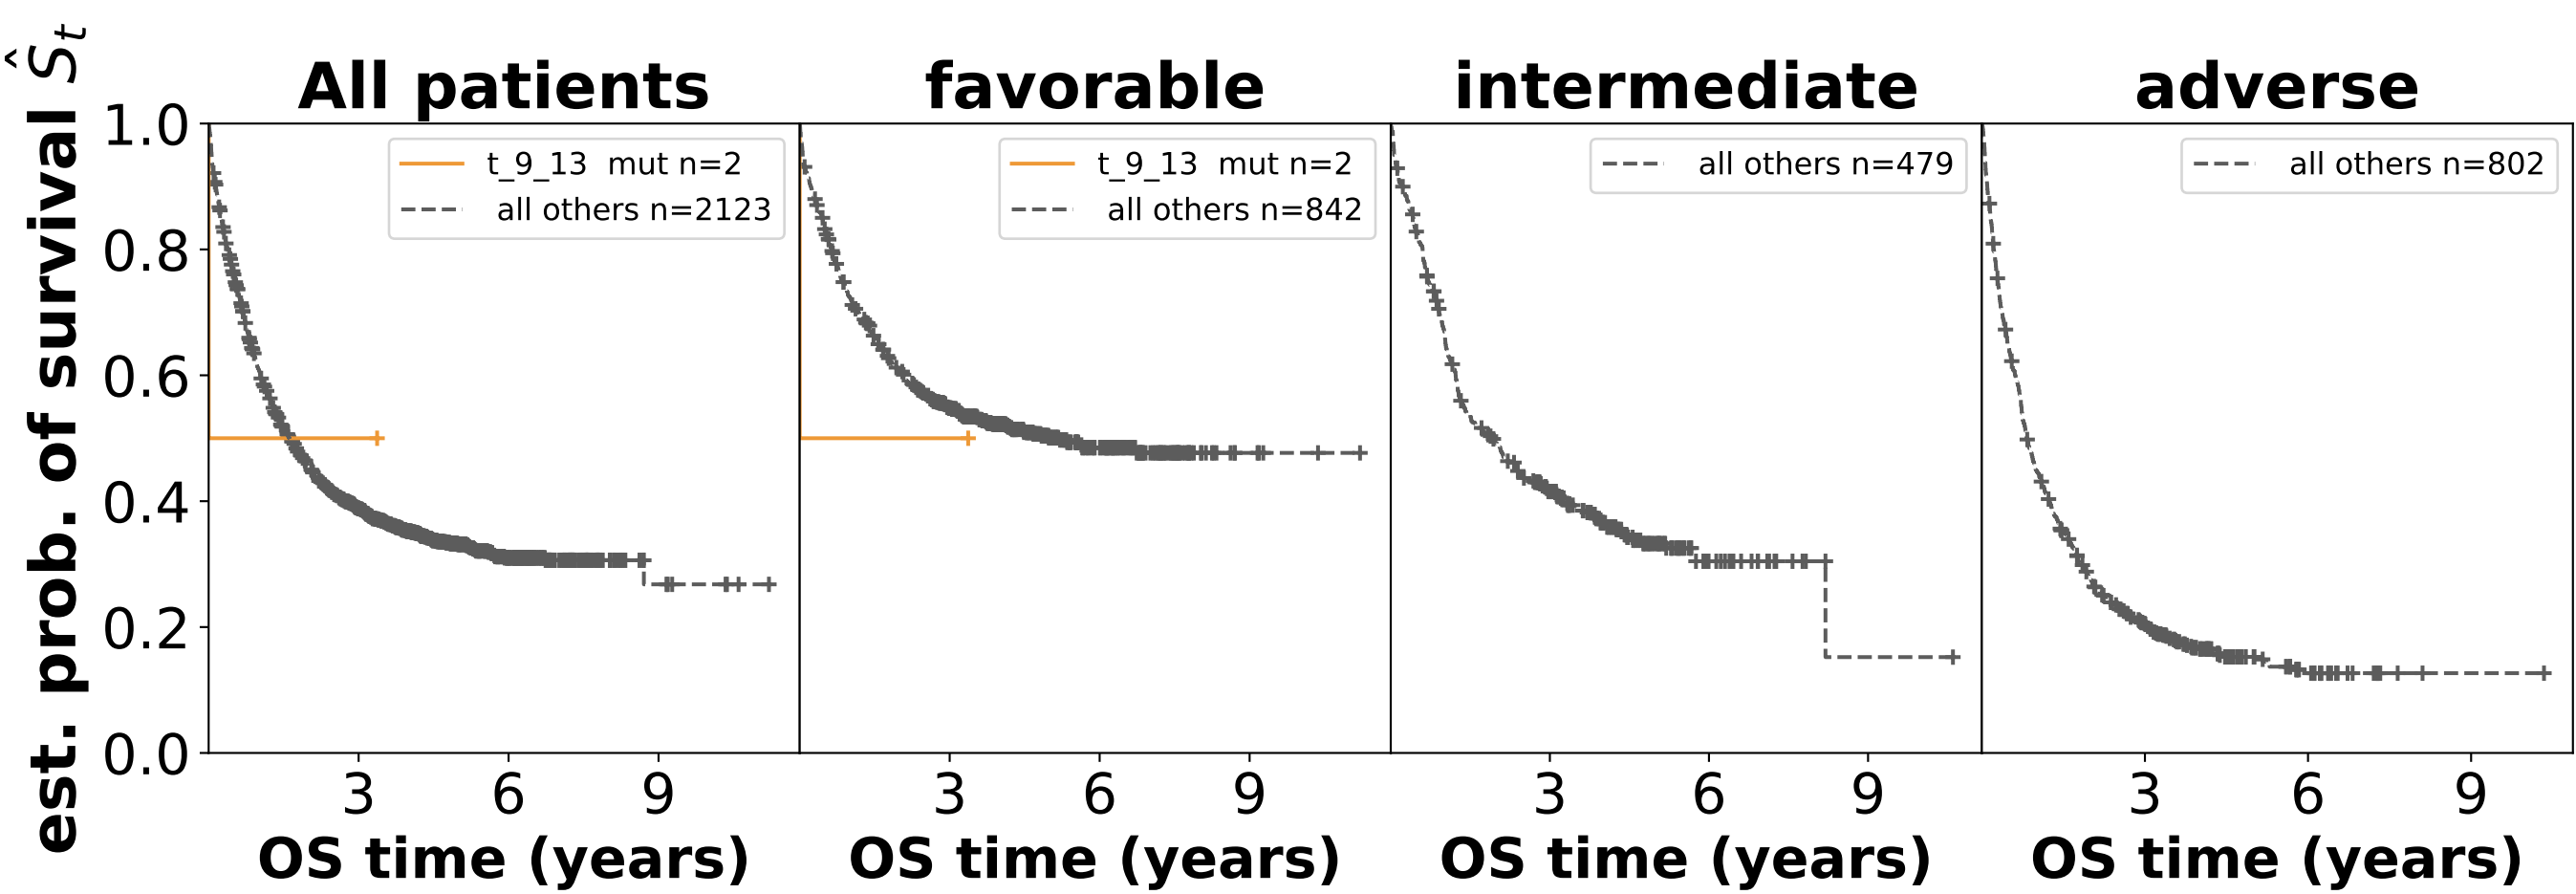 est. prob. of survival Ŝt
All patients
favorable
intermediate
adverse
1.0
0.8
0.6
0.4
0.2
0.0
t_9_13 mut n=2
all others n=2123
t_9_13 mut n=2
all others n=842
all others n=479
all others n=802
3 6 9
3 6 9
3 6 9
3 6 9
OS time (years)
OS time (years)
OS time (years)
OS time (years)